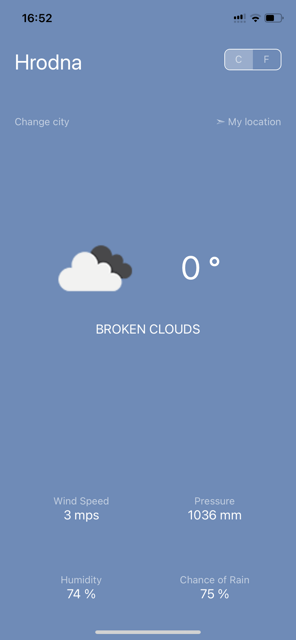 16:52
Hrodna
C F
Change city
My location
0 °
BROKEN CLOUDS
Wind Speed Pressure
3 mps 1036 mm
Humidity Chance of Rain
74 % 75 %